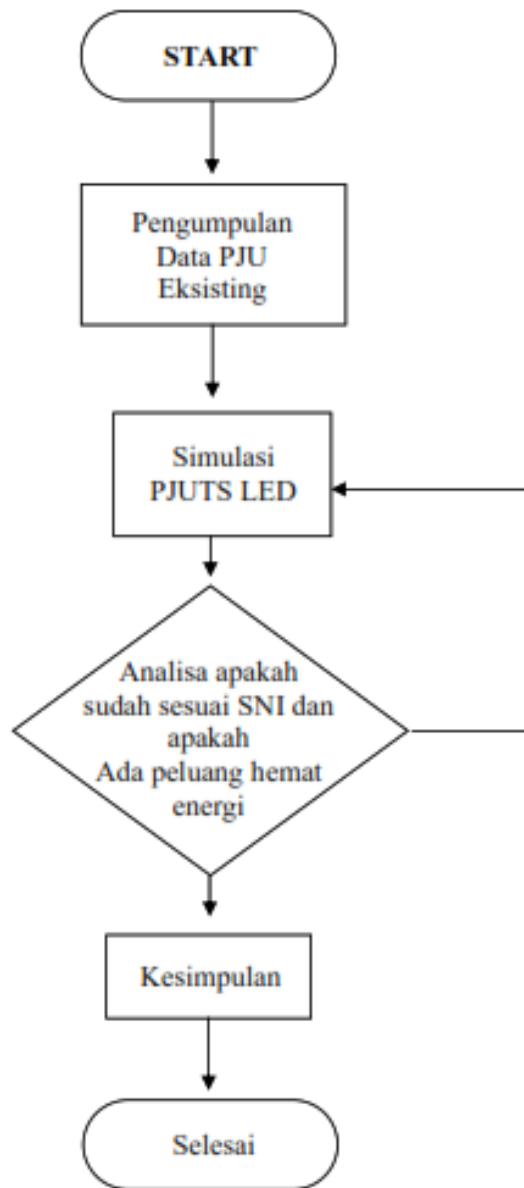 START
Pengumpulan
Data PJU
Eksisting
Simulasi
PJUTS LED
Analisa apakah
sudah sesuai SNI dan
apakah
Ada peluang hemat
energi
Kesimpulan
Selesai